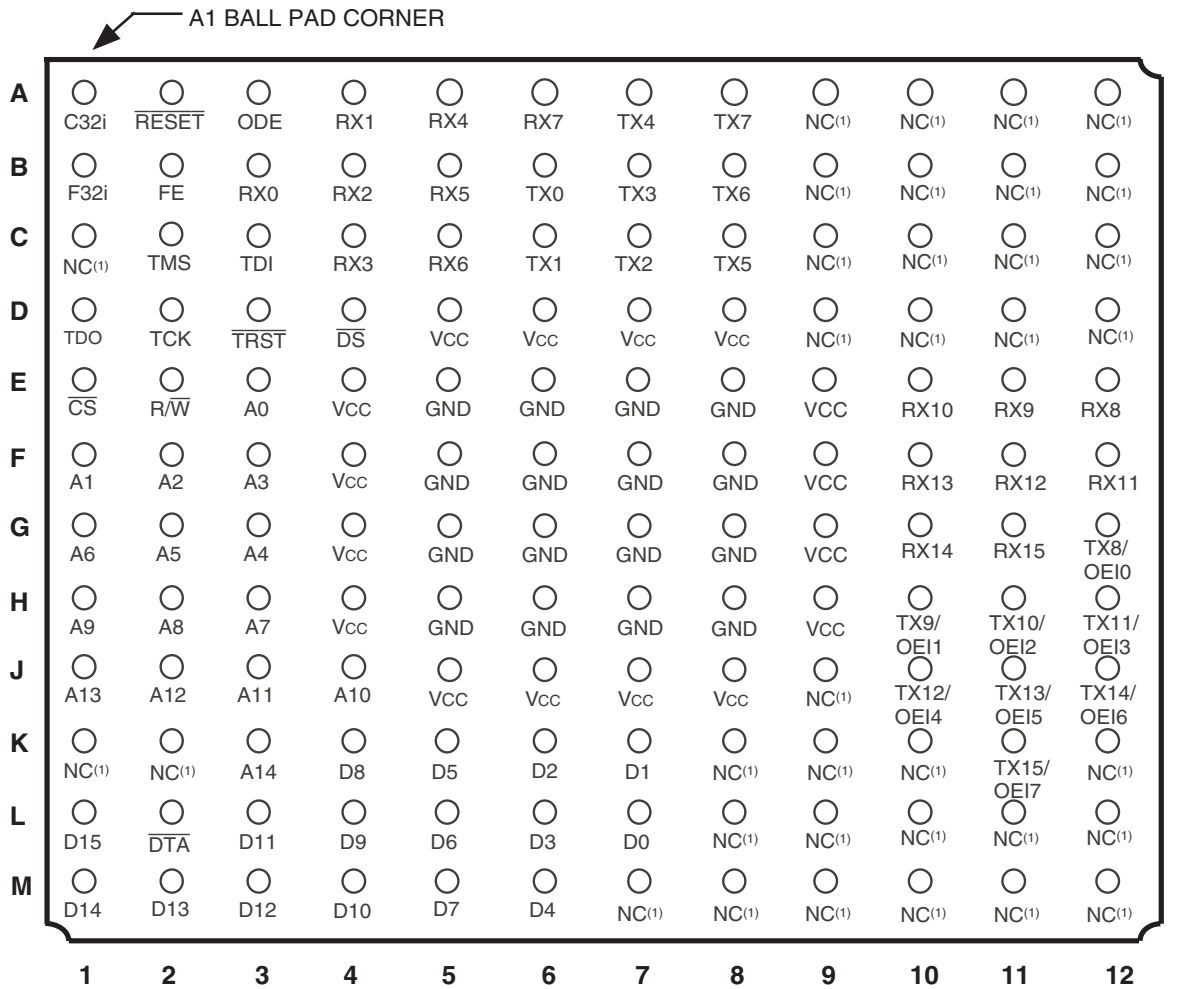 A1 BALL PAD CORNER
A
C32i RESET ODE RX1 RX4 RX7 TX4 TX7 NC(1) NC(1) NC(1) NC(1)
B
F32i FE RX0 RX2 RX5 TX0 TX3 TX6 NC(1) NC(1) NC(1) NC(1)
C
NC(1) TMS TDI RX3 RX6 TX1 TX2 TX5 NC(1) NC(1) NC(1) NC(1)
D
TDO TCK TRST DS VCC VCC VCC VCC NC(1) NC(1) NC(1) NC(1)
E
CS R/W A0 VCC GND GND GND GND VCC RX10 RX9 RX8
F
A1 A2 A3 VCC GND GND GND GND VCC RX13 RX12 RX11
G
A6 A5 A4 VCC GND GND GND GND VCC RX14 RX15 TX8/
OEI0
H
A9 A8 A7 VCC GND GND GND GND VCC TX9/ TX10/ TX11/
OEI1 OEI2 OEI3
J
A13 A12 A11 A10 VCC VCC VCC VCC NC(1) TX12/ TX13/ TX14/
OEI4 OEI5 OEI6
K
NC(1) NC(1) A14 D8 D5 D2 D1 NC(1) NC(1) NC(1) TX15/ NC(1)
OEI7
L
D15 DTA D11 D9 D6 D3 D0 NC(1) NC(1) NC(1) NC(1) NC(1)
M
D14 D13 D12 D10 D7 D4 NC(1) NC(1) NC(1) NC(1) NC(1) NC(1)
1 2 3 4 5 6 7 8 9 10 11 12